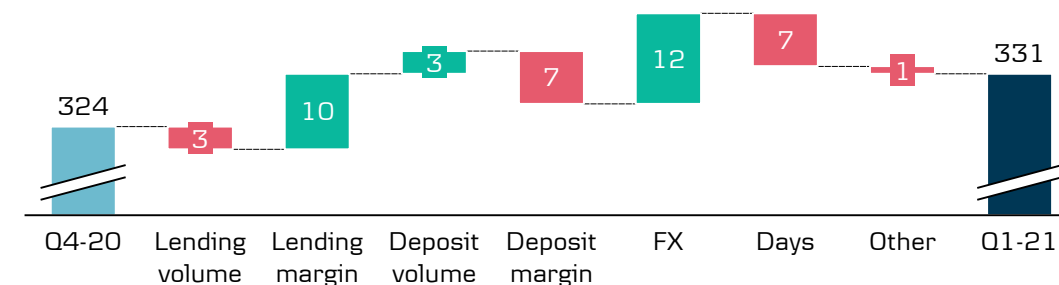 324
3
10
3
7
12
7
1
331
Q4-20
Lending
volume
Lending
margin
Deposit
volume
Deposit
margin
FX
Days
Other
Q1-21